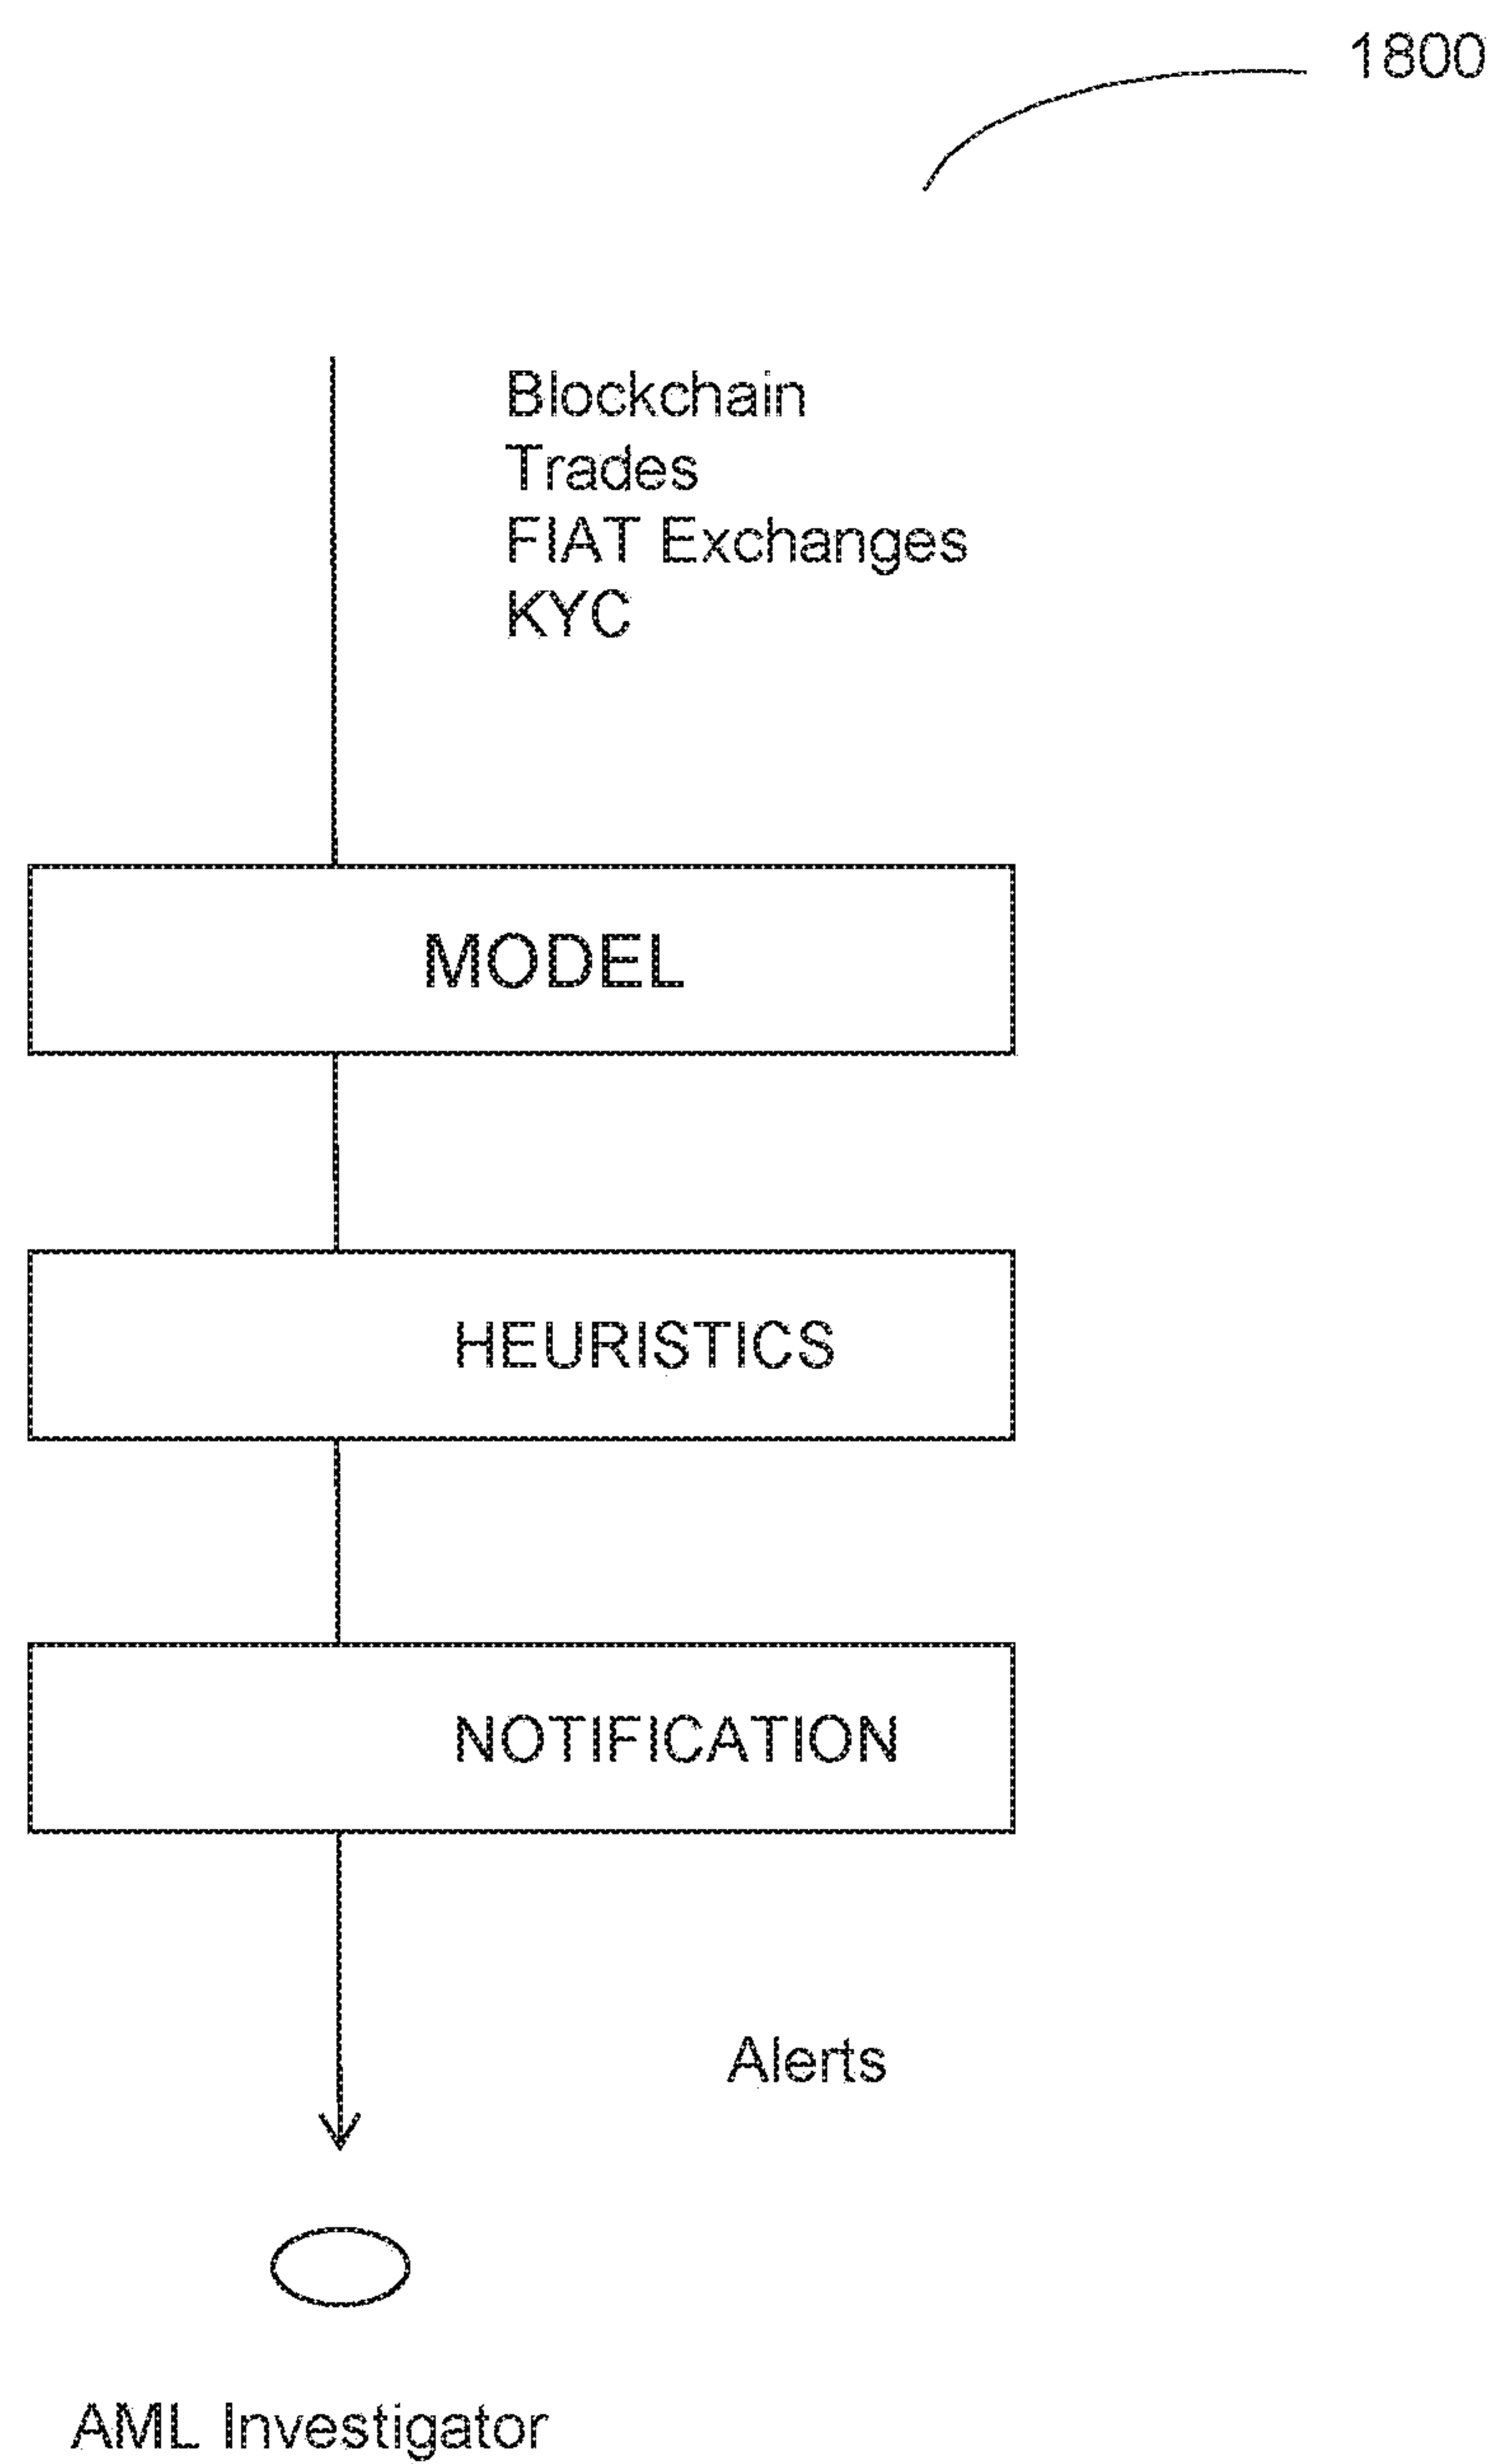 1800
Blockchain
Trades
FIAT Exchanges
KYC
MODEL
HEURISTICS
NOTIFICATION
Alerts
AML Investigator